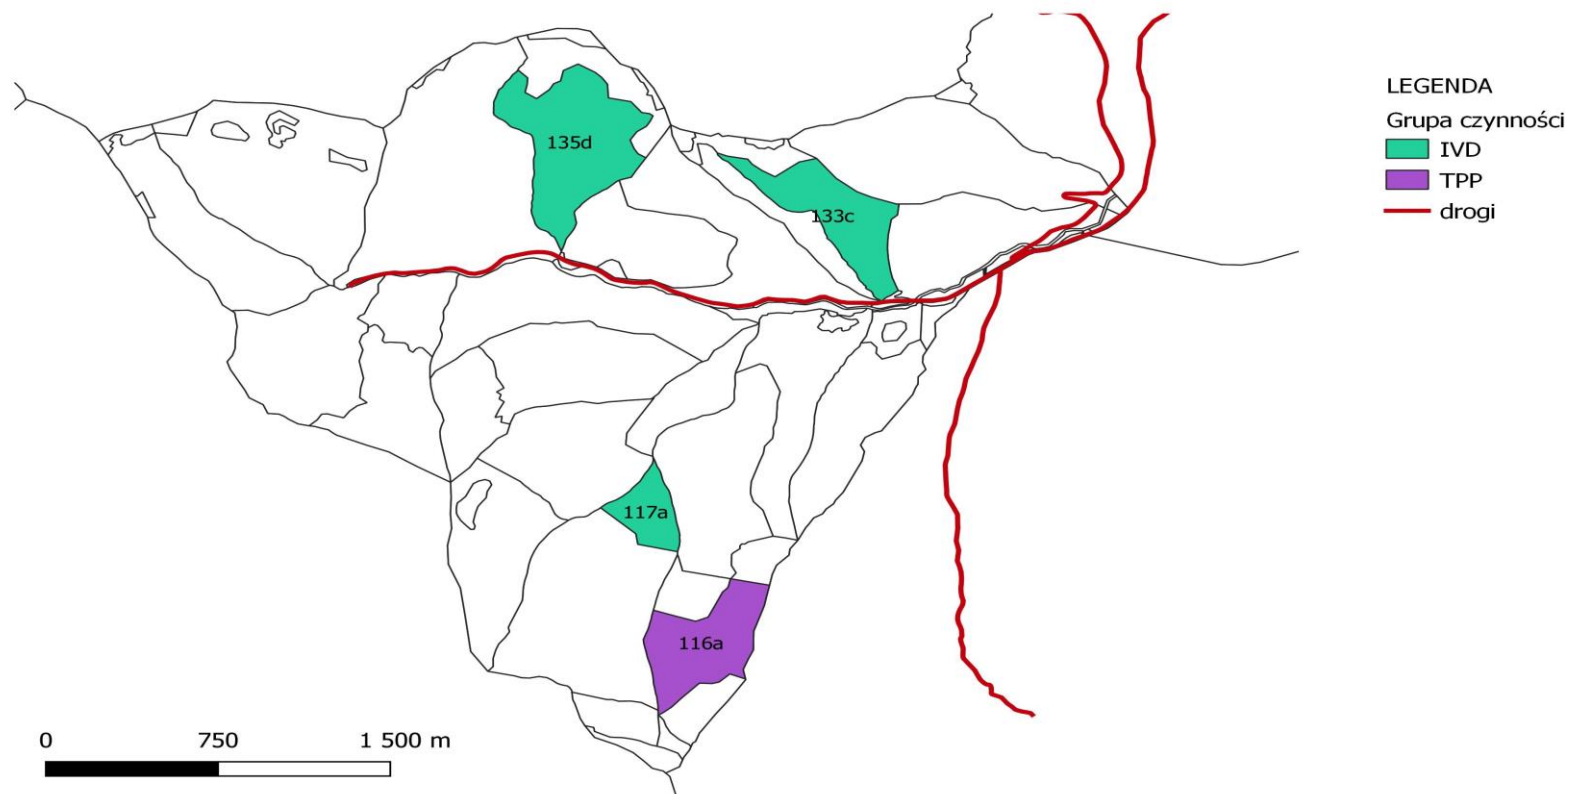 LEGENDA
Grupa czynności
IVD
TPP
drogi
135d
133c
117a
116a
0 750 1 500 m